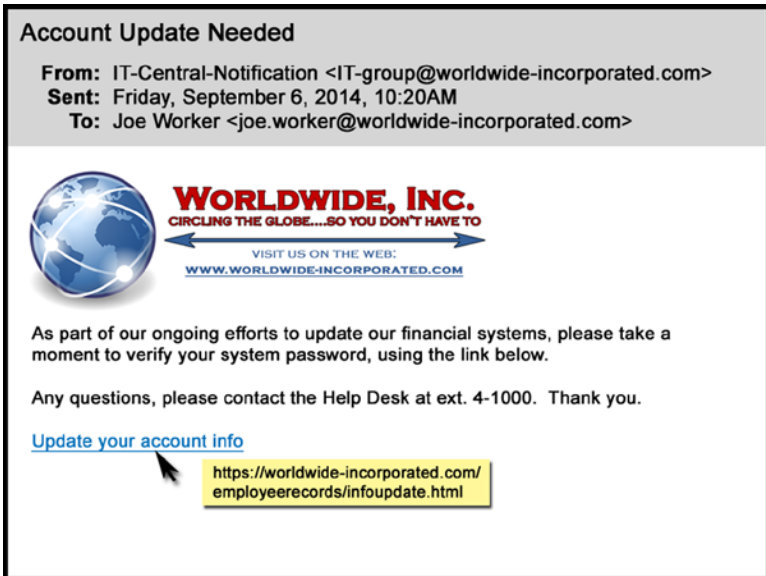 Account Update Needed
From: IT-Central-Notification <IT-group@worldwide-incorporated.com>
Sent: Friday, September 6, 2014, 10:20AM
To: Joe Worker <joe.worker@worldwide-incorporated.com>
WORLDWIDE, INC.
CIRCLING THE GLOBE....SO YOU DON'T HAVE TO
VISIT US ON THE WEB:
WWW.WORLDWIDE-INCORPORATED.COM
As part of our ongoing efforts to update our financial systems, please take a
moment to verify your system password, using the link below.
Any questions, please contact the Help Desk at ext. 4-1000. Thank you.
Update your account info
https://worldwide-incorporated.com/
employeerecords/infoupdate.html